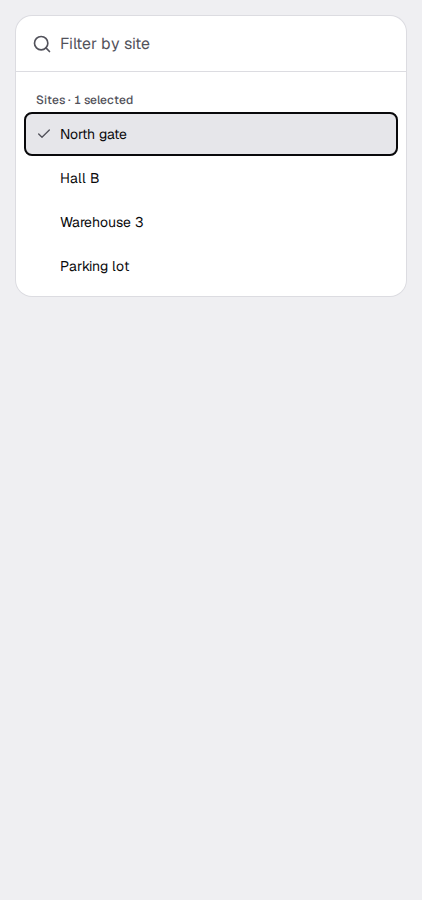 Filter by site
Sites · 1 selected
North gate
Hall B
Warehouse 3
Parking lot